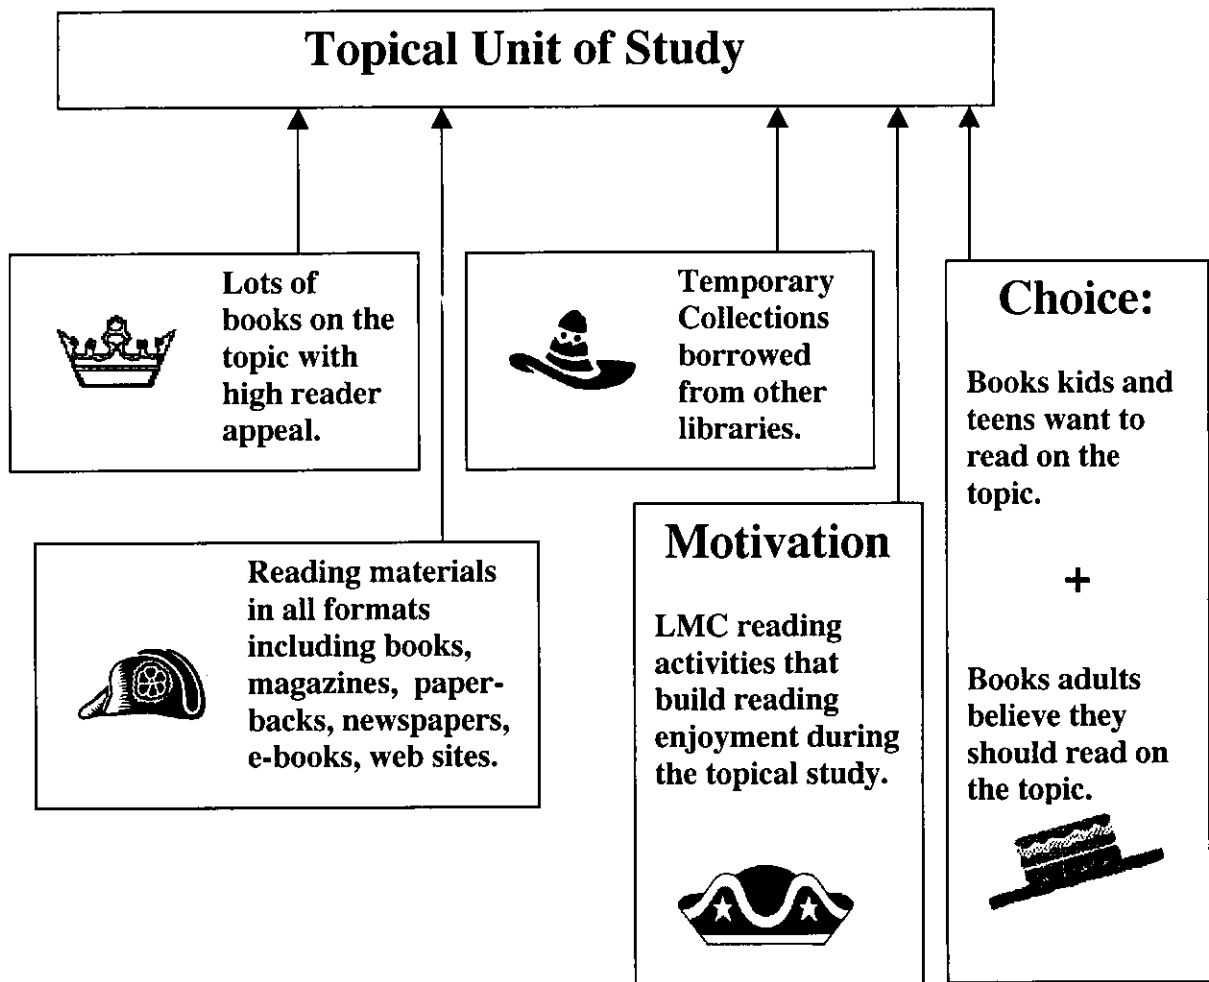 Topical Unit of Study
Lots of
books on the
topic with
high reader
appeal.
Temporary
Collections
borrowed
from other
libraries.
Choice:
Books kids and
teens want to
read on the
topic.
+
Books adults
believe they
should read on
the topic.
Reading materials
in all formats
including books,
magazines, paper-
backs, newspapers,
e-books, web sites.
Motivation
LMC reading
activities that
build reading
enjoyment during
the topical study.